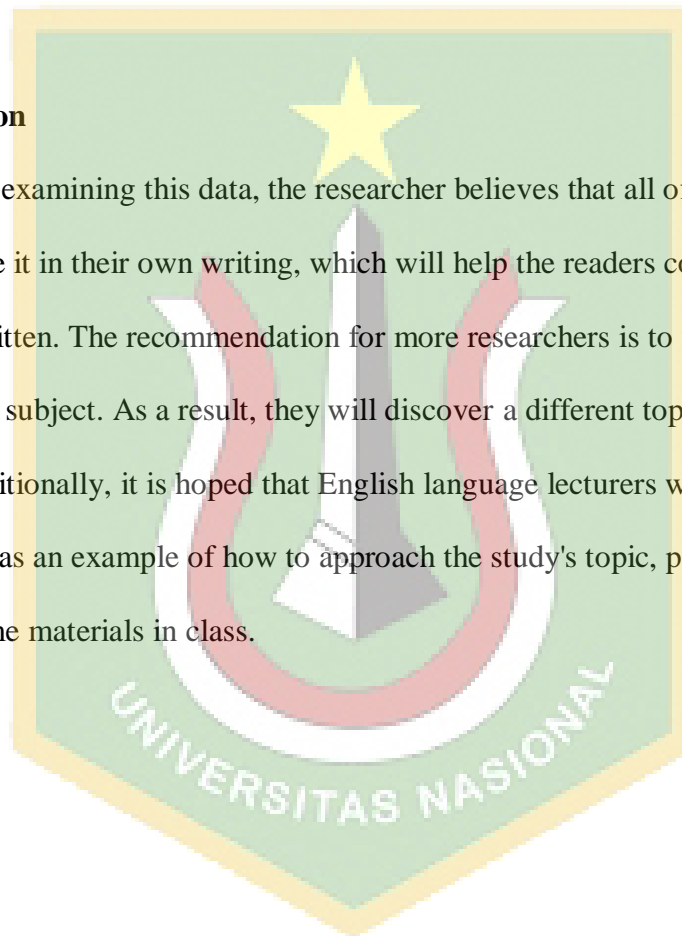 on
examining this data, the researcher believes that all o
it in their own writing, which will help the readers co
itten. The recommendation for more researchers is to
subject. As a result, they will discover a different top
itionally, it is hoped that English language lecturers w
as an example of how to approach the study's topic, p
ne materials in class.
UNIVERSITAS NASIONAL